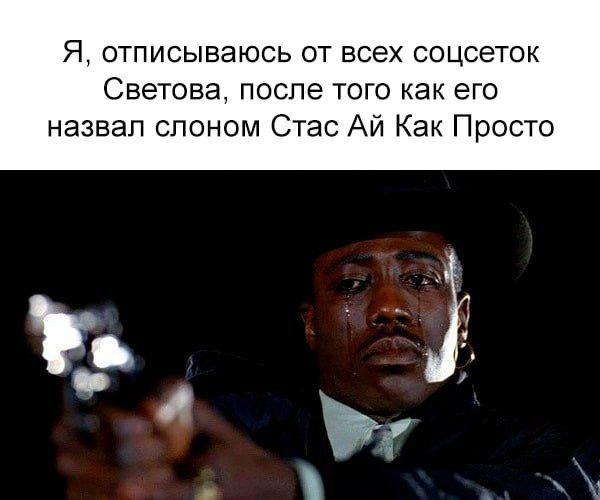 Я, отписываюсь от всех соцсеток
Светова, после того как его
назвал слоном Стас Ай Как Просто